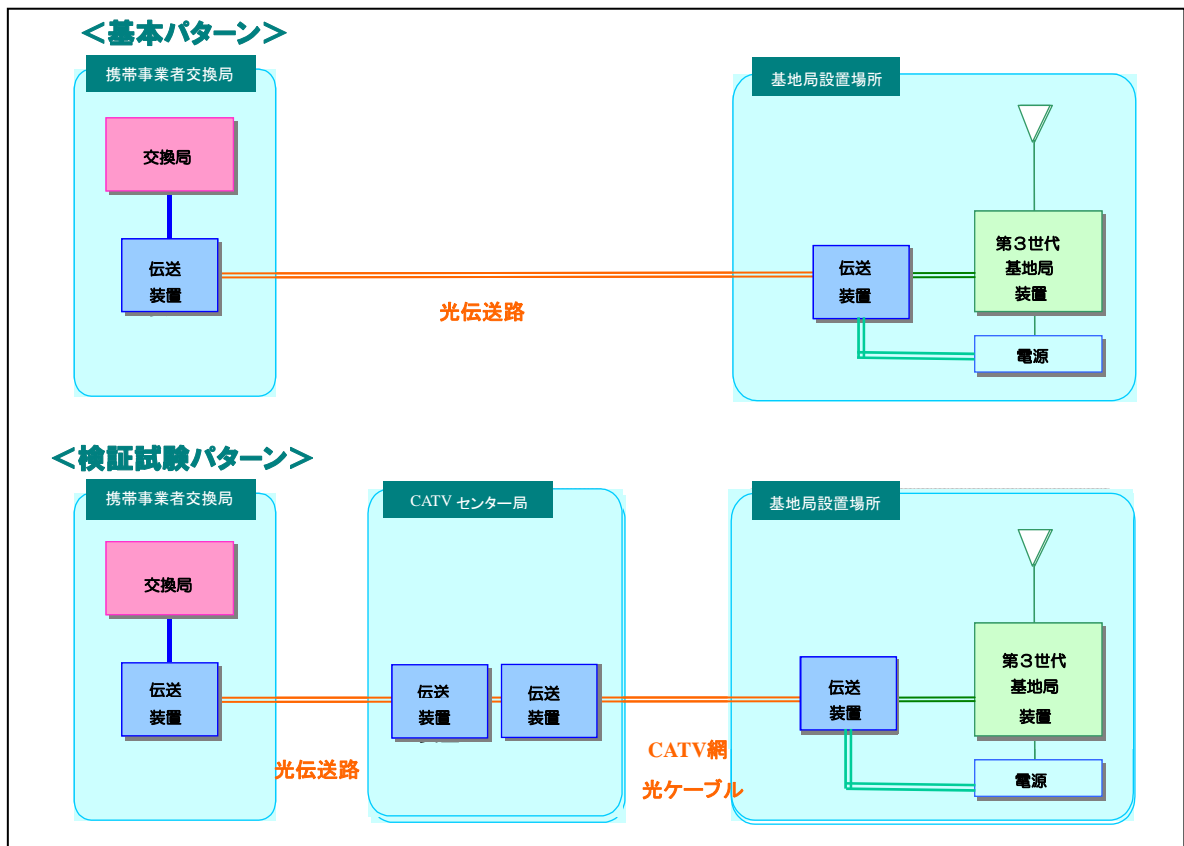 ＜基本パターン＞
携帯事業者交換局
基地局設置場所
交換局
伝送
装置
光伝送路
伝送
装置
第３世代
基地局
装置
電源
＜検証試験パターン＞
携帯事業者交換局
CATV センター局
基地局設置場所
交換局
伝送
装置
光伝送路
伝送
装置
伝送
装置
CATV網
光ケーブル
伝送
装置
第３世代
基地局
装置
電源